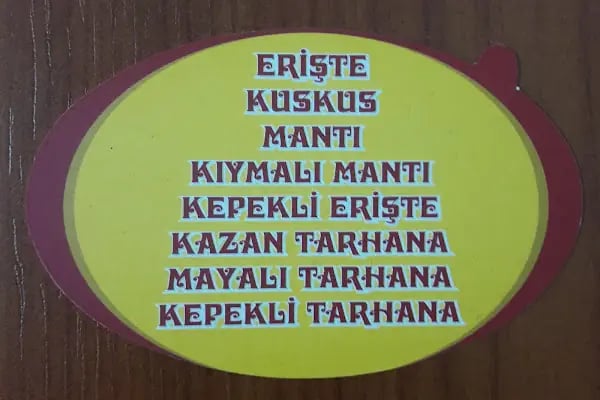 ERİŞTE
KUSKUS
MANTI
KIYMALI MANTI
KEPEKLİ ERİŞTE
KAZAN TARHANA
MAYALI TARHANA
KEPEKLİ TARHANA